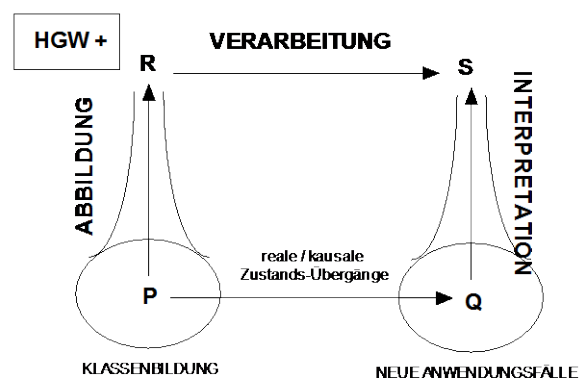 HGW +
VERARBEITUNG
R
S
ABBILDUNG
INTERPRETATION
reale / kausale
Zustands-Übergänge
P
Q
KLASSENBILDUNG
NEUE ANWENDUNGSFÄLLE